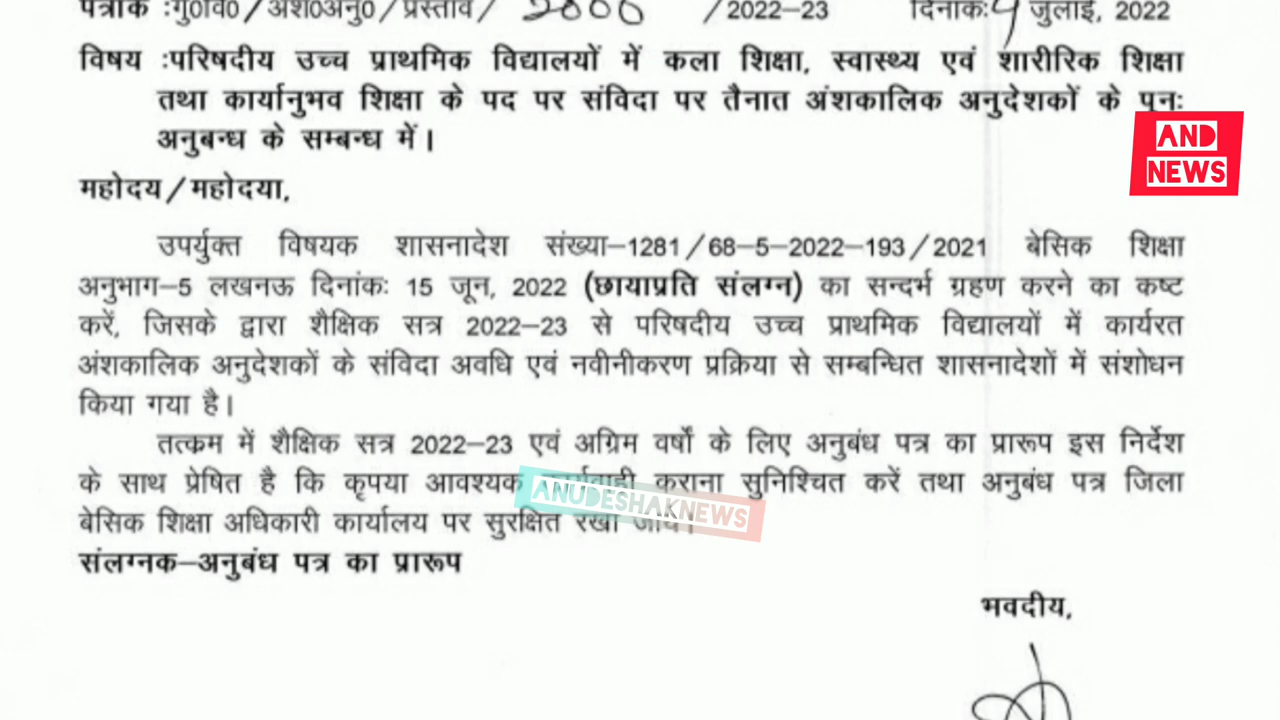 पत्रांक :गु0वि0/अंश0अनु0/प्रस्ताव/ /2022–23 दिनांकः 4 जुलाई, 2022
विषय :परिषदीय उच्च प्राथमिक विद्यालयों में कला शिक्षा, स्वास्थ्य एवं शारीरिक शिक्षा
तथा कार्यानुभव शिक्षा के पद पर संविदा पर तैनात अंशकालिक अनुदेशकों के पुनः
अनुबन्ध के सम्बन्ध में।
AND
NEWS
महोदय/महोदया,
उपर्युक्त विषयक शासनादेश संख्या–1281/68–5–2022–193/2021 बेसिक शिक्षा
अनुभाग–5 लखनऊ दिनांकः 15 जून, 2022 (छायाप्रति संलग्न) का सन्दर्भ ग्रहण करने का कष्ट
करें, जिसके द्वारा शैक्षिक सत्र 2022–23 से परिषदीय उच्च प्राथमिक विद्यालयों में कार्यरत
अंशकालिक अनुदेशकों के संविदा अवधि एवं नवीनीकरण प्रक्रिया से सम्बन्धित शासनादेशों में संशोधन
किया गया है।
तत्क्रम में शैक्षिक सत्र 2022–23 एवं अग्रिम वर्षों के लिए अनुबंध पत्र का प्रारूप इस निर्देश
के साथ प्रेषित है कि कृपया आवश्यक कार्यवाही कराना सुनिश्चित करें तथा अनुबंध पत्र जिला
बेसिक शिक्षा अधिकारी कार्यालय पर सुरक्षित रखा जाय।
ANUDESHAKNEWS
संलग्नक–अनुबंध पत्र का प्रारूप
भवदीय,